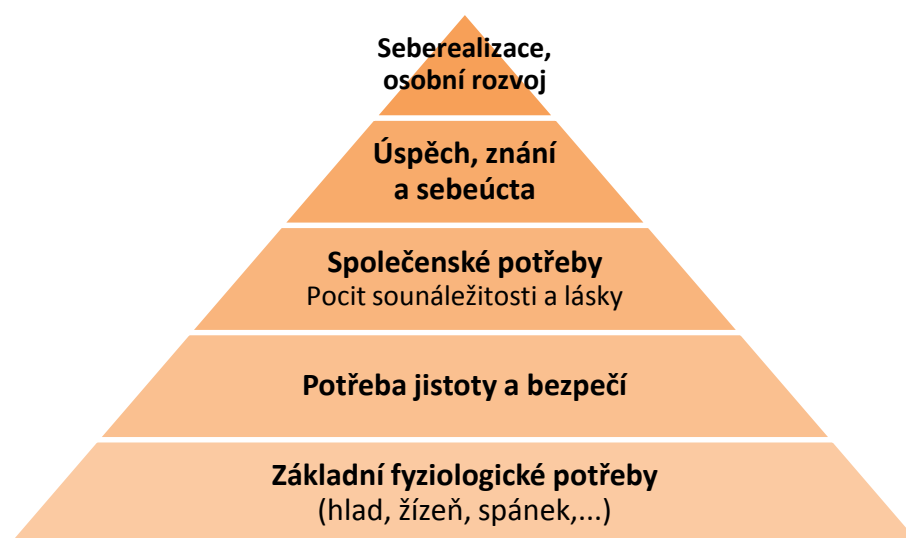 Seberealizace,
osobní rozvoj
Úspěch, znání
a sebeúcta
Společenské potřeby
Pocit sounáležitosti a lásky
Potřeba jistoty a bezpečí
Základní fyziologické potřeby
(hlad, žízeň, spánek,...)